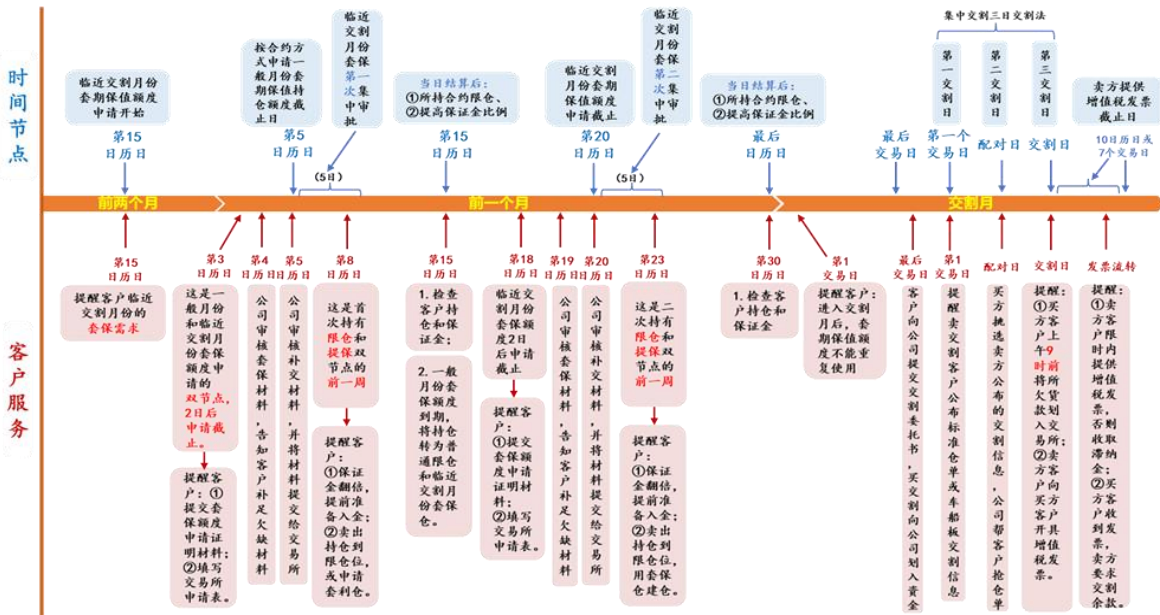 时间节点
临近交割月份
套期保值额度
申请开始
第15
日历日
按合约方
式申请一
般月份套
期保值持
仓额度截
止日
第5
日历日
临近
交割
月份
套保
第一
次集
中审
批
(5日)
当日结算后:
①所持合约限仓、
②提高保证金比例
第15
日历日
临近交割
月份套期
保值额度
申请截止
第20
日历日
临近
交割
月份
套保
第二
次集
中审
批
(5日)
当日结算后:
①所持合约限仓、
②提高保证金比例
最后
日历日
最后
交易日
集中交割三日交割法
第一交割日
第二交割日
第三交割日
第一个
交易日
配对日
交割日
卖方提供
增值税发票
截止日
10日历日或
7个交易日
前两个月
前一个月
交割月
客户服务
第15
日历日
提醒客户临近
交割月份的
套保需求
第3
日历日
这是一
般月份
和临近
交割月
份套保
额度申
请的
双节点,
2日后
申请截
止。
提醒客
户:①
提交套
保额度
申请证
明材料;
②填写
交易所
申请表。
第4
日历日
公司审核套保材料,告知客户补足欠缺材料
第5
日历日
公司审核补交材料,并将材料提交给交易所
第8
日历日
这是首
次持有
限仓和
提保双
节点的
前一周
提醒客
户:
①保证
金翻倍,
提前准
备入金;
②卖出
持仓到
限仓位,
或申请
套利仓。
第15
日历日
1. 检查
客户持
仓和保
证金;
2. 一般
月份套
保额度
到期,
将持仓
转为普
通限仓
和临近
交割月
份套保
仓。
第18
日历日
临近交
割月份
套保额
度2日
后申请
截止
提醒客
户:
①提交
套保额
度申请
证明材
料;
②填写
交易所
申请表。
第19
日历日
公司审核套保材料,告知客户补足欠缺材料
第20
日历日
公司审核补交材料,并将材料提交给交易所
第23
日历日
这是二
次持有
限仓和
提保双
节点的
前一周
提醒客
户:
①保证
金翻倍,
提前准
备入金;
②卖出
持仓到
限仓位,
用套保
仓建仓。
第30
日历日
1. 检查客
户持仓和
保证金
第1
交易日
提醒客户:
进入交割
月后,套
期保值额
度不能重
复使用
最后
交易日
客户向公司提交交割委托书,买交割向公司划入资金
第1
交易日
提醒卖交割客户公布标准仓单或车船板交割信息
配对日
买方挑选卖方公布的交割信息,公司帮客户抢仓单
交割日
提醒:
①买
方客
户上
午9
时前
将所
欠货
款划
入交
易所;
②卖
方客
户向
买方
客户
开具
增值
税发
票。
发票流转
提醒:
①卖
方客
户限
时内
提供
增值
税发
票,
否则
收取
滞纳
金;
②买
方客
户收
到发
票,
卖方
要求
交割
余款。